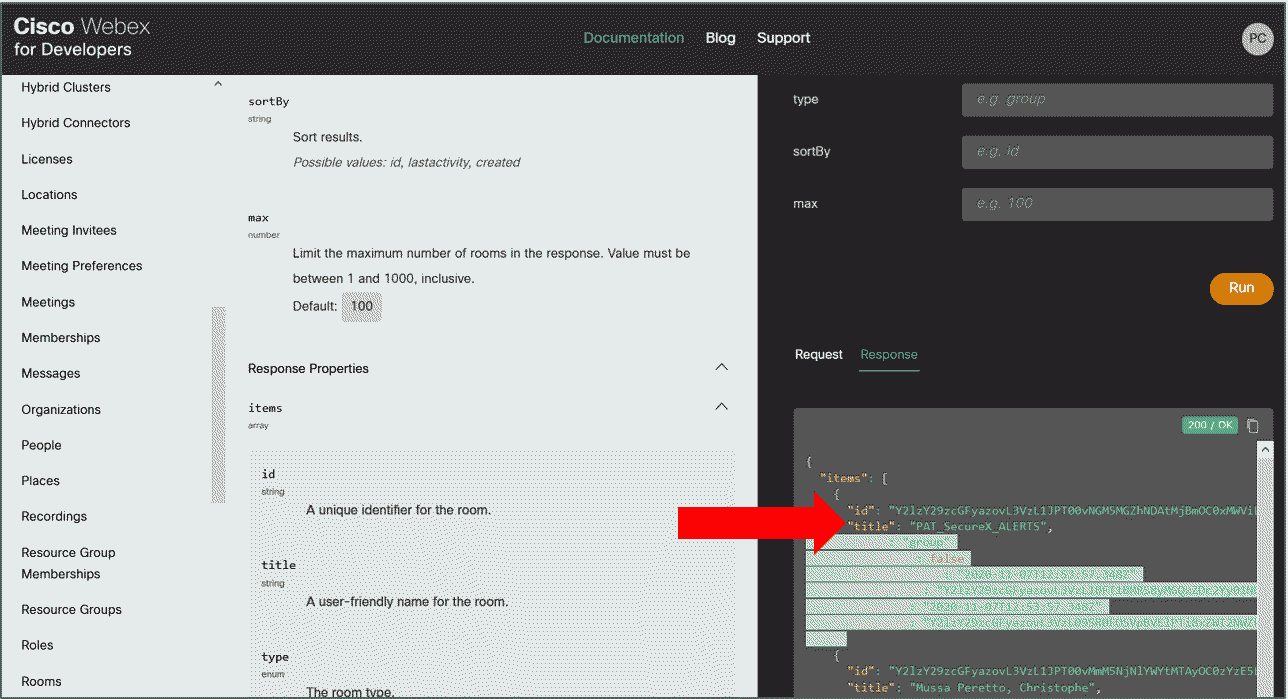 Cisco Webex
for Developers
Documentation
Blog
Support
PC
Hybrid Clusters
Hybrid Connectors
Licenses
Locations
Meeting Invitees
Meeting Preferences
Meetings
Memberships
Messages
Organizations
People
Places
Recordings
Resource Group
Memberships
Resource Groups
Roles
Rooms
sortBy
string
Sort results.
Possible values: id, lastactivity, created
max
number
Limit the maximum number of rooms in the response. Value must be
between 1 and 1000, inclusive.
Default: 100
Response Properties
items
array
id
string
A unique identifier for the room.
title
string
A user-friendly name for the room.
type
enum
The room type.
type
e.g. group
sortBy
e.g. id
max
e.g. 100
Run
Request
Response
200 / OK
{
"items": [
{
"id":
"title": "PAT_SecureX_ALERTS",
: "group"
: false
{
"id":
"title": "Mussa Peretto, Christophe",